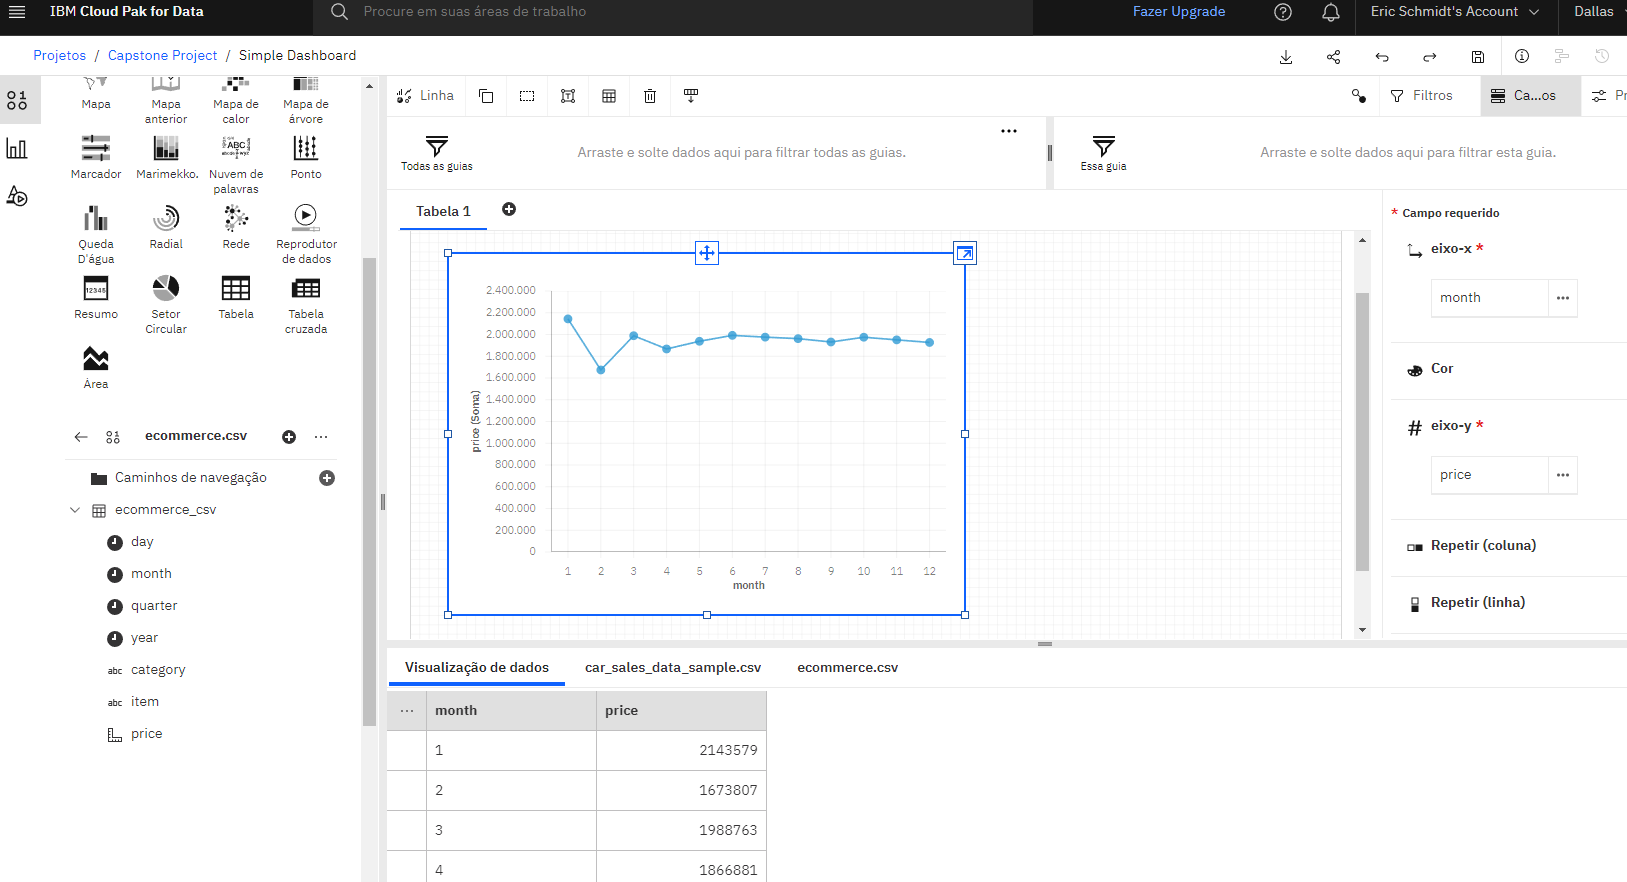 IBM Cloud Pak for Data
Procure em suas áreas de trabalho
Fazer Upgrade
Eric Schmidt's Account
Dallas
Projetos / Capstone Project / Simple Dashboard
Mapa
Mapa anterior
Mapa de calor
Mapa de árvore
Marcador
Marimekko.
Nuvem de palavras
Ponto
Queda D'água
Radial
Rede
Reprodutor de dados
Resumo
Setor Circular
Tabela
Tabela cruzada
Área
ecommerce.csv
Caminhos de navegação
ecommerce_csv
day
month
quarter
year
abc category
abc item
price
Linha
Filtros
Ca...os
Pr
Todas as guias
Arraste e solte dados aqui para filtrar todas as guias.
Essa guia
Arraste e solte dados aqui para filtrar esta guia.
Tabela 1
2.400.000
2.200.000
2.000.000
1.800.000
1.600.000
1.400.000
1.200.000
1.000.000
800.000
600.000
400.000
200.000
0
price (Soma)
1 2 3 4 5 6 7 8 9 10 11 12
month
* Campo requerido
eixo-x *
month
Cor
eixo-y *
price
Repetir (coluna)
Repetir (linha)
Visualização de dados
car_sales_data_sample.csv
ecommerce.csv
month price
1 2143579
2 1673807
3 1988763
4 1866881